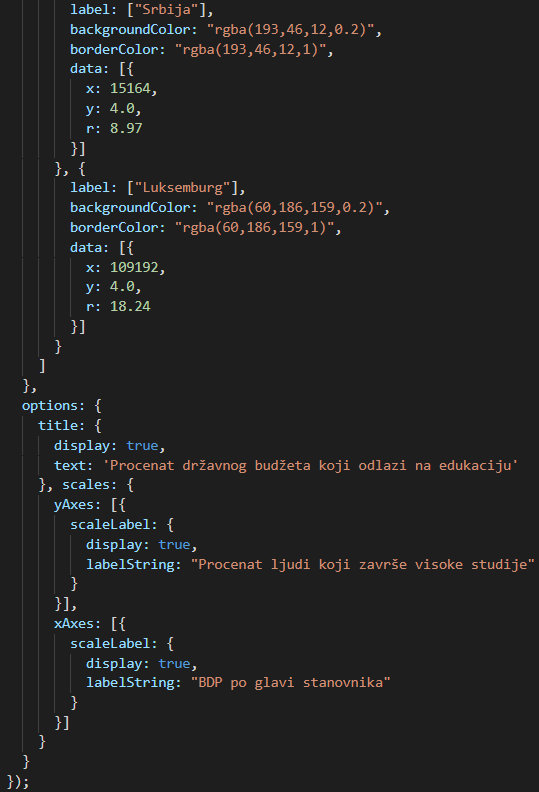 label: ["Srbija"],
backgroundColor: "rgba(193,46,12,0.2)",
borderColor: "rgba(193,46,12,1)",
data: [{
x: 15164,
y: 4.0,
r: 8.97
}]
}, {
label: ["Luksemburg"],
backgroundColor: "rgba(60,186,159,0.2)",
borderColor: "rgba(60,186,159,1)",
data: [{
x: 109192,
y: 4.0,
r: 18.24
}]
}
]
},
options: {
title: {
display: true,
text: 'Procenat državnog budžeta koji odlazi na edukaciju'
}, scales: {
yAxes: [{
scaleLabel: {
display: true,
labelString: "Procenat ljudi koji završe visoke studije"
}
}],
xAxes: [{
scaleLabel: {
display: true,
labelString: "BDP po glavi stanovnika"
}
}]
}
}
});